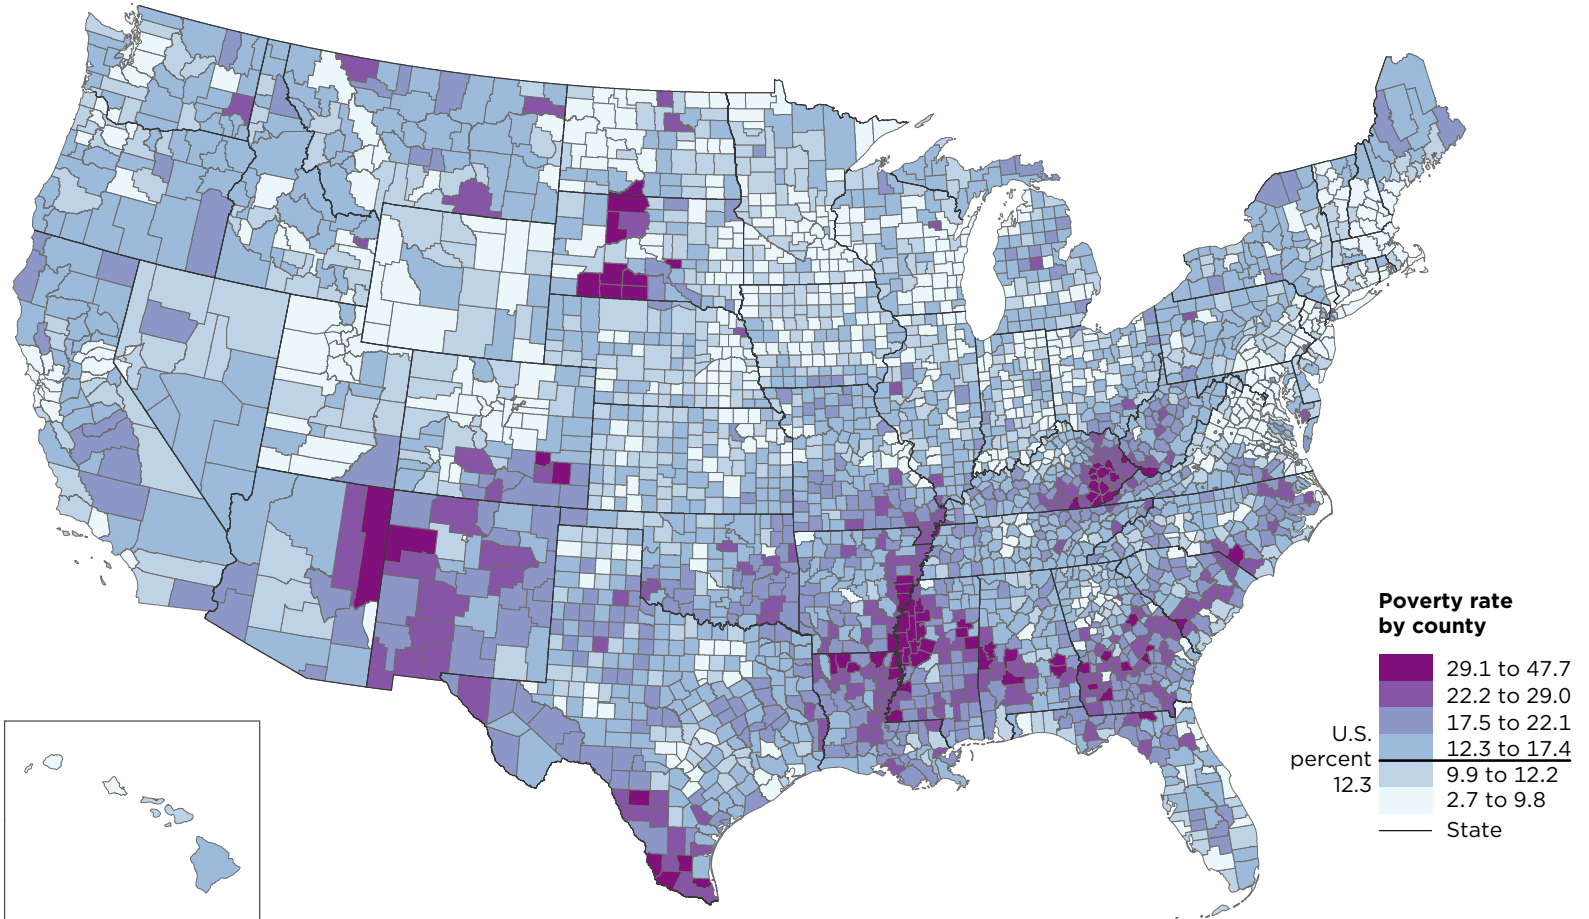 Poverty rate
by county
29.1 to 47.7
22.2 to 29.0
17.5 to 22.1
12.3 to 17.4
9.9 to 12.2
2.7 to 9.8
State
U.S.
percent
12.3